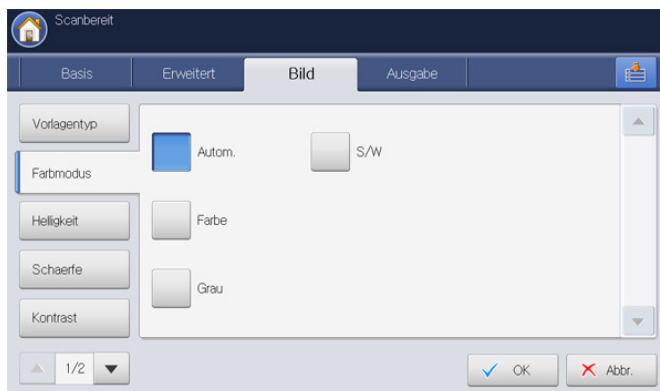 Scanbereit
Basis Erweitert Bild Ausgabe
Vorlagentyp
Autom. S/W
Farbmodus
Helligkeit
Farbe
Schaerfe
Grau
Kontrast
1/2
OK Abbr.